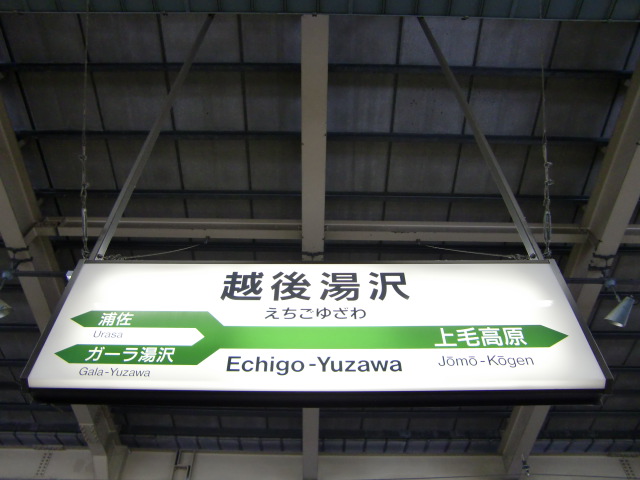 越後湯沢
えちごゆざわ
浦佐
Urasa
ガーラ湯沢
Gala-Yuzawa
Echigo-Yuzawa
上毛高原
Jōmō-Kōgen